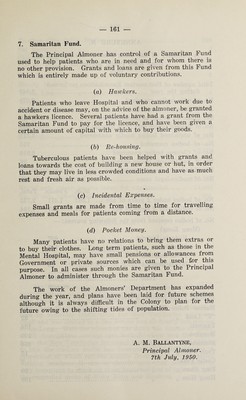 — 161 —
7. Samaritan Fund.
The Principal Almoner has control of a Samaritan Fund
used to help patients who are in need and for whom there is
no other provision. Grants and loans are given from this Fund
which is entirely made up of voluntary contributions.
(a) Hawkers.
Patients who leave Hospital and who cannot work due to
accident or disease may, on the advice of the almoner, be granted
a hawkers licence. Several patients have had a grant from the
Samaritan Fund to pay for the licence, and have been given a
certain amount of capital with which to buy their goods.
(b) Re-housing.
Tuberculous patients have been helped with grants and
loans towards the cost of building a new house or hut, in order
that they may live in less crowded conditions and have as much
rest and fresh air as possible.
(c) Incidental Expenses.
Small grants are made from time to time for travelling
expenses and meals for patients coming from a distance.
(d) Pocket Money.
Many patients have no relations to bring them extras or
to buy their clothes. Long term patients, such as those in the
Mental Hospital, may have small pensions or allowances from
Government or private sources which can be used for this
purpose. In all cases such monies are given to the Principal
Almoner to administer through the Samaritan Fund.
The work of the Almoners' Department has expanded
during the year, and plans have been laid for future schemes
although it is always difficult in the Colony to plan for the
future owing to the shifting tides of population.
A. M. BALLANTYNE,
Principal Almoner.
7th July, 1950.